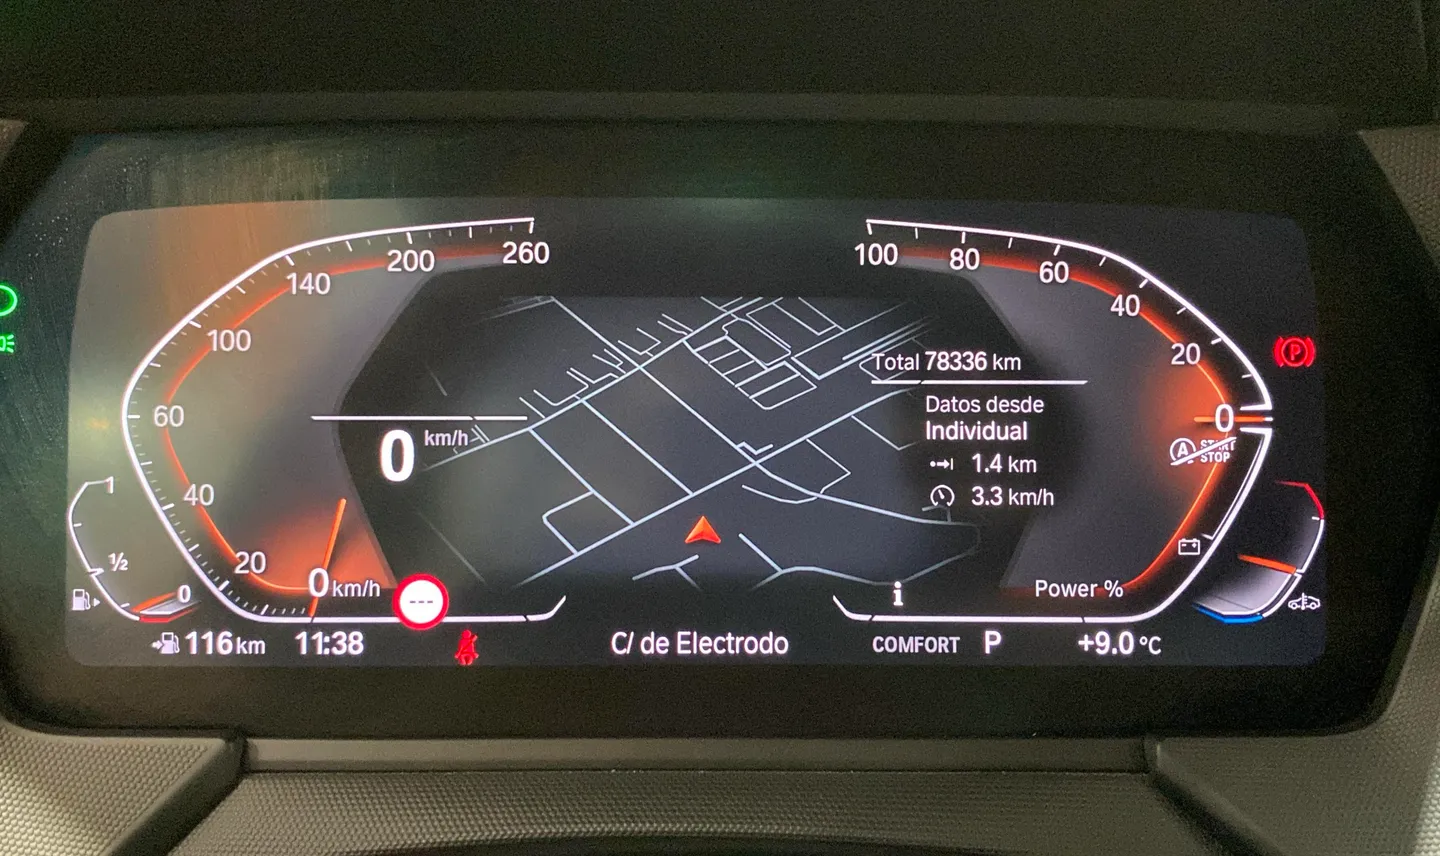 260
200
140
100
60
40
20
0 km/h
100
80
60
40
20
0
Power %
0 km/h
Total 78336 km
Datos desde
Individual
1.4 km
3.3 km/h
A START
STOP
P
1/2
0
---
i
116 km
11:38
C/ de Electrodo
COMFORT
P
+9.0 °C